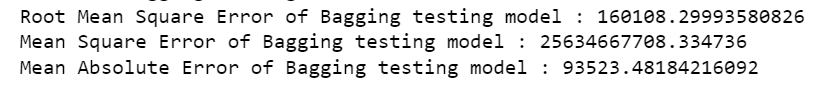 Root Mean Square Error of Bagging testing model : 160108.29993580826
Mean Square Error of Bagging testing model : 25634667708.334736
Mean Absolute Error of Bagging testing model : 93523.48184216092